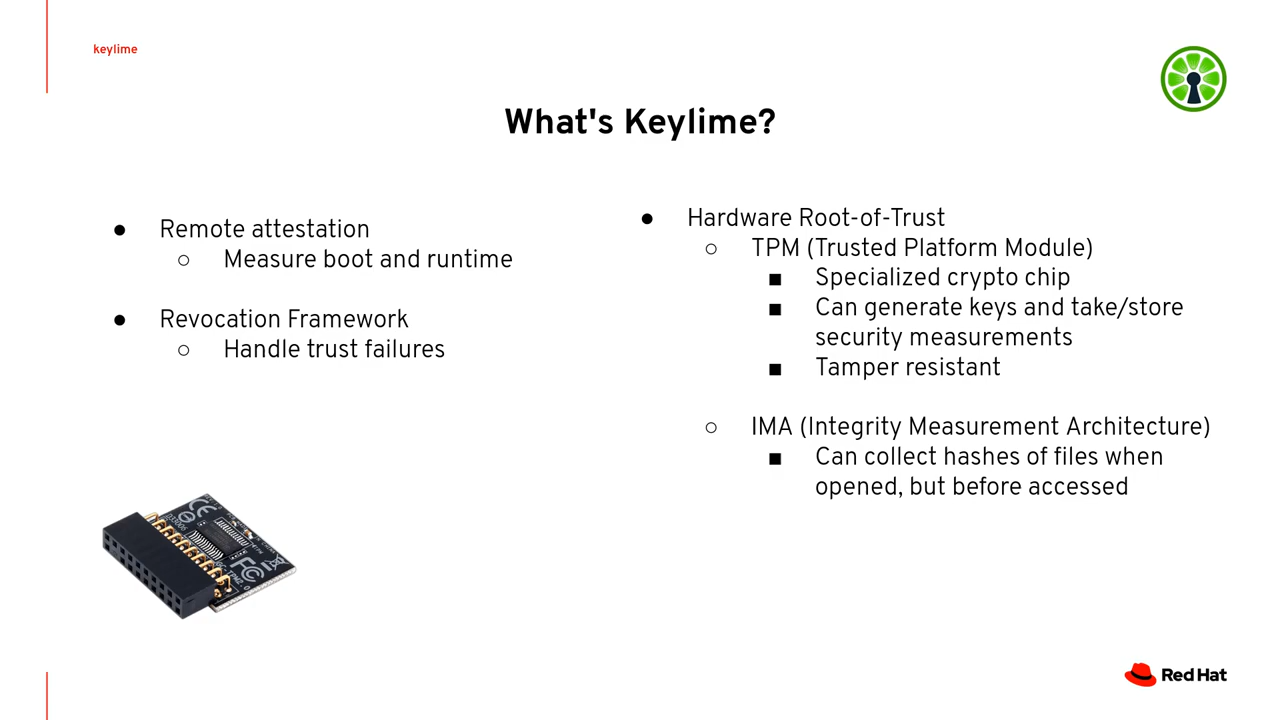 keylime
What's Keylime?
● Remote attestation
○ Measure boot and runtime
● Revocation Framework
○ Handle trust failures
● Hardware Root-of-Trust
○ TPM (Trusted Platform Module)
■ Specialized crypto chip
■ Can generate keys and take/store
security measurements
■ Tamper resistant
○ IMA (Integrity Measurement Architecture)
■ Can collect hashes of files when
opened, but before accessed
CE
FC
Red Hat